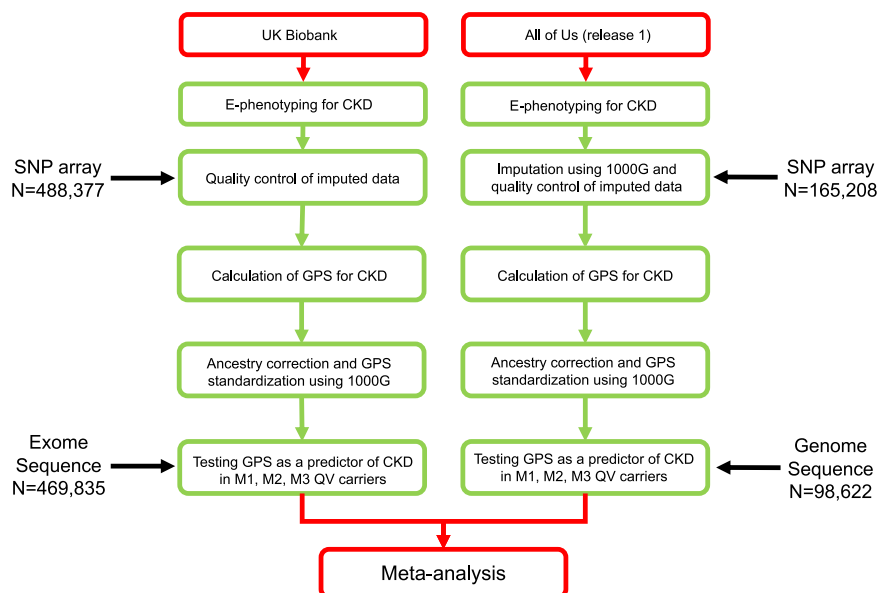 UK Biobank
All of Us (release 1)
E-phenotyping for CKD
E-phenotyping for CKD
SNP array
N=488,377
Quality control of imputed data
Imputation using 1000G and
quality control of imputed data
SNP array
N=165,208
Calculation of GPS for CKD
Calculation of GPS for CKD
Ancestry correction and GPS
standardization using 1000G
Ancestry correction and GPS
standardization using 1000G
Exome
Sequence
N=469,835
Testing GPS as a predictor of CKD
in M1, M2, M3 QV carriers
Testing GPS as a predictor of CKD
in M1, M2, M3 QV carriers
Genome
Sequence
N=98,622
Meta-analysis